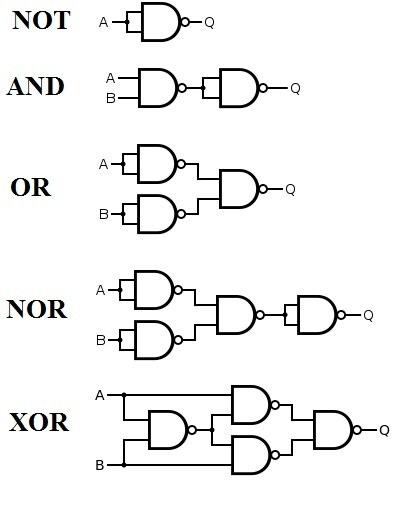 NOT A Q
AND A Q
B
OR A Q
B
NOR A Q
B
XOR A Q
B